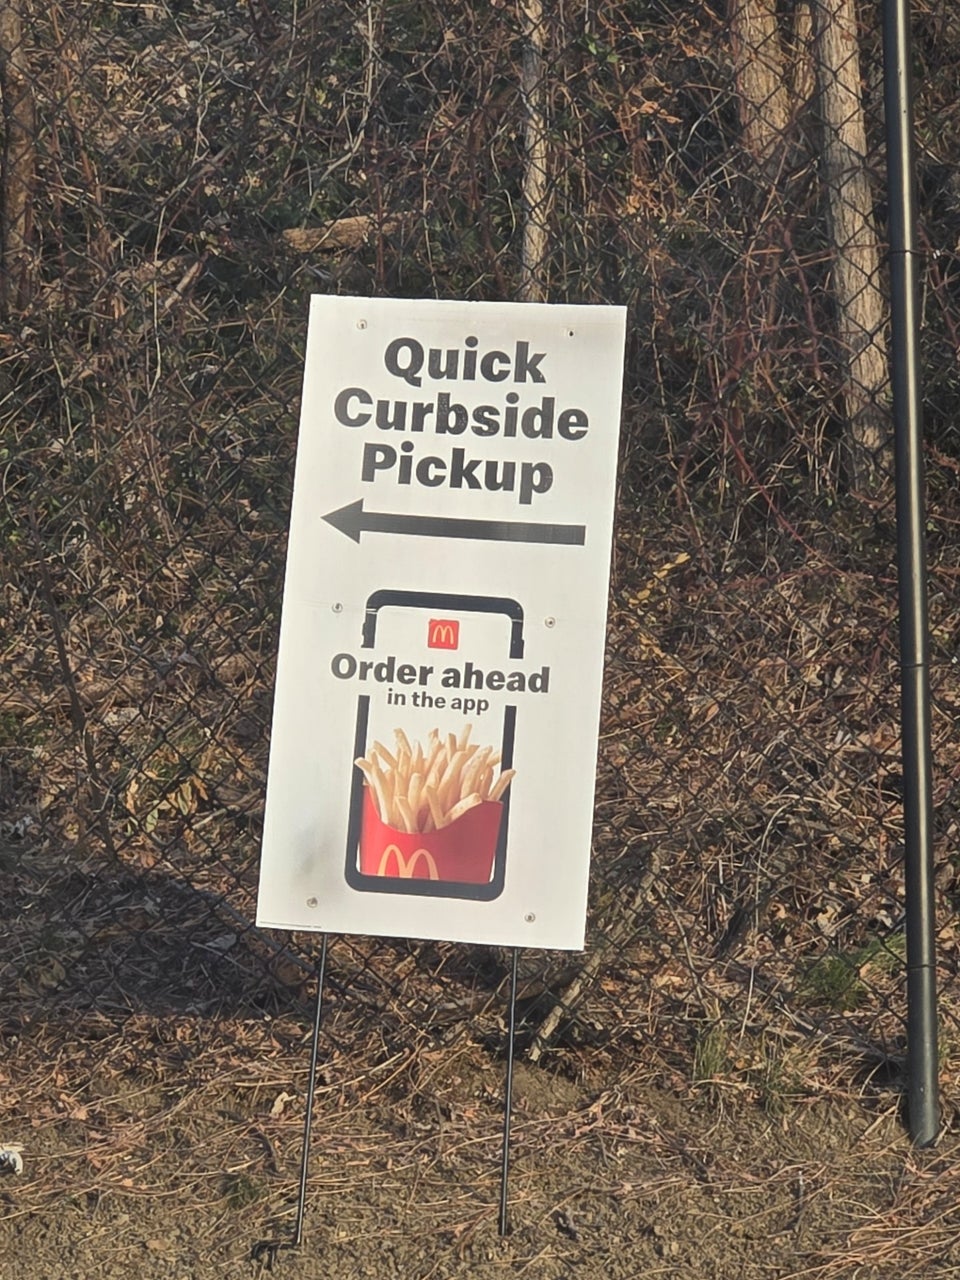 Quick
Curbside
Pickup
Order ahead
in the app